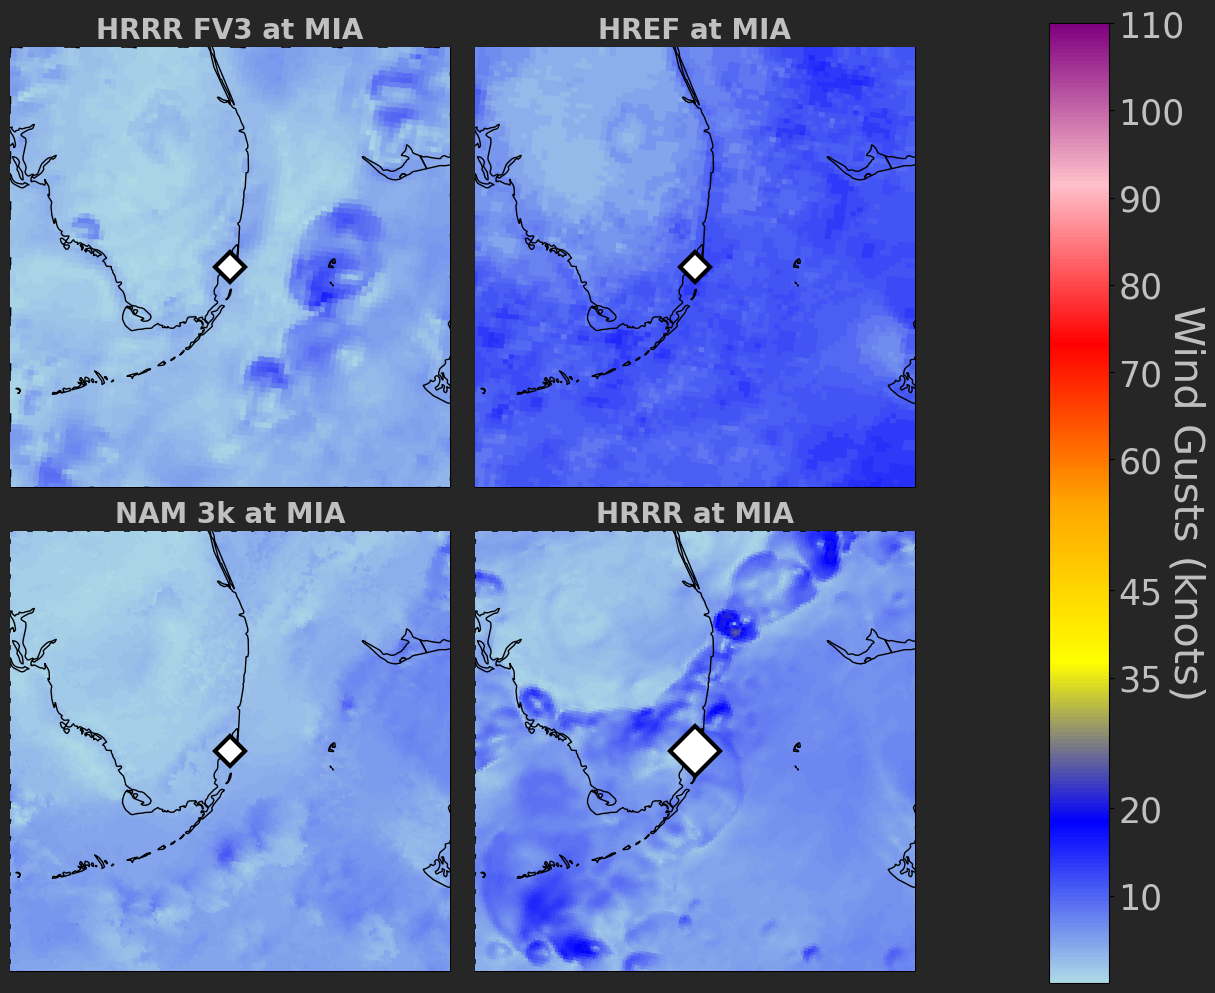 HRRR FV3 at MIA
HREF at MIA
NAM 3k at MIA
HRRR at MIA
110
100
90
80
70
60
45
35
20
10
Wind Gusts (knots)